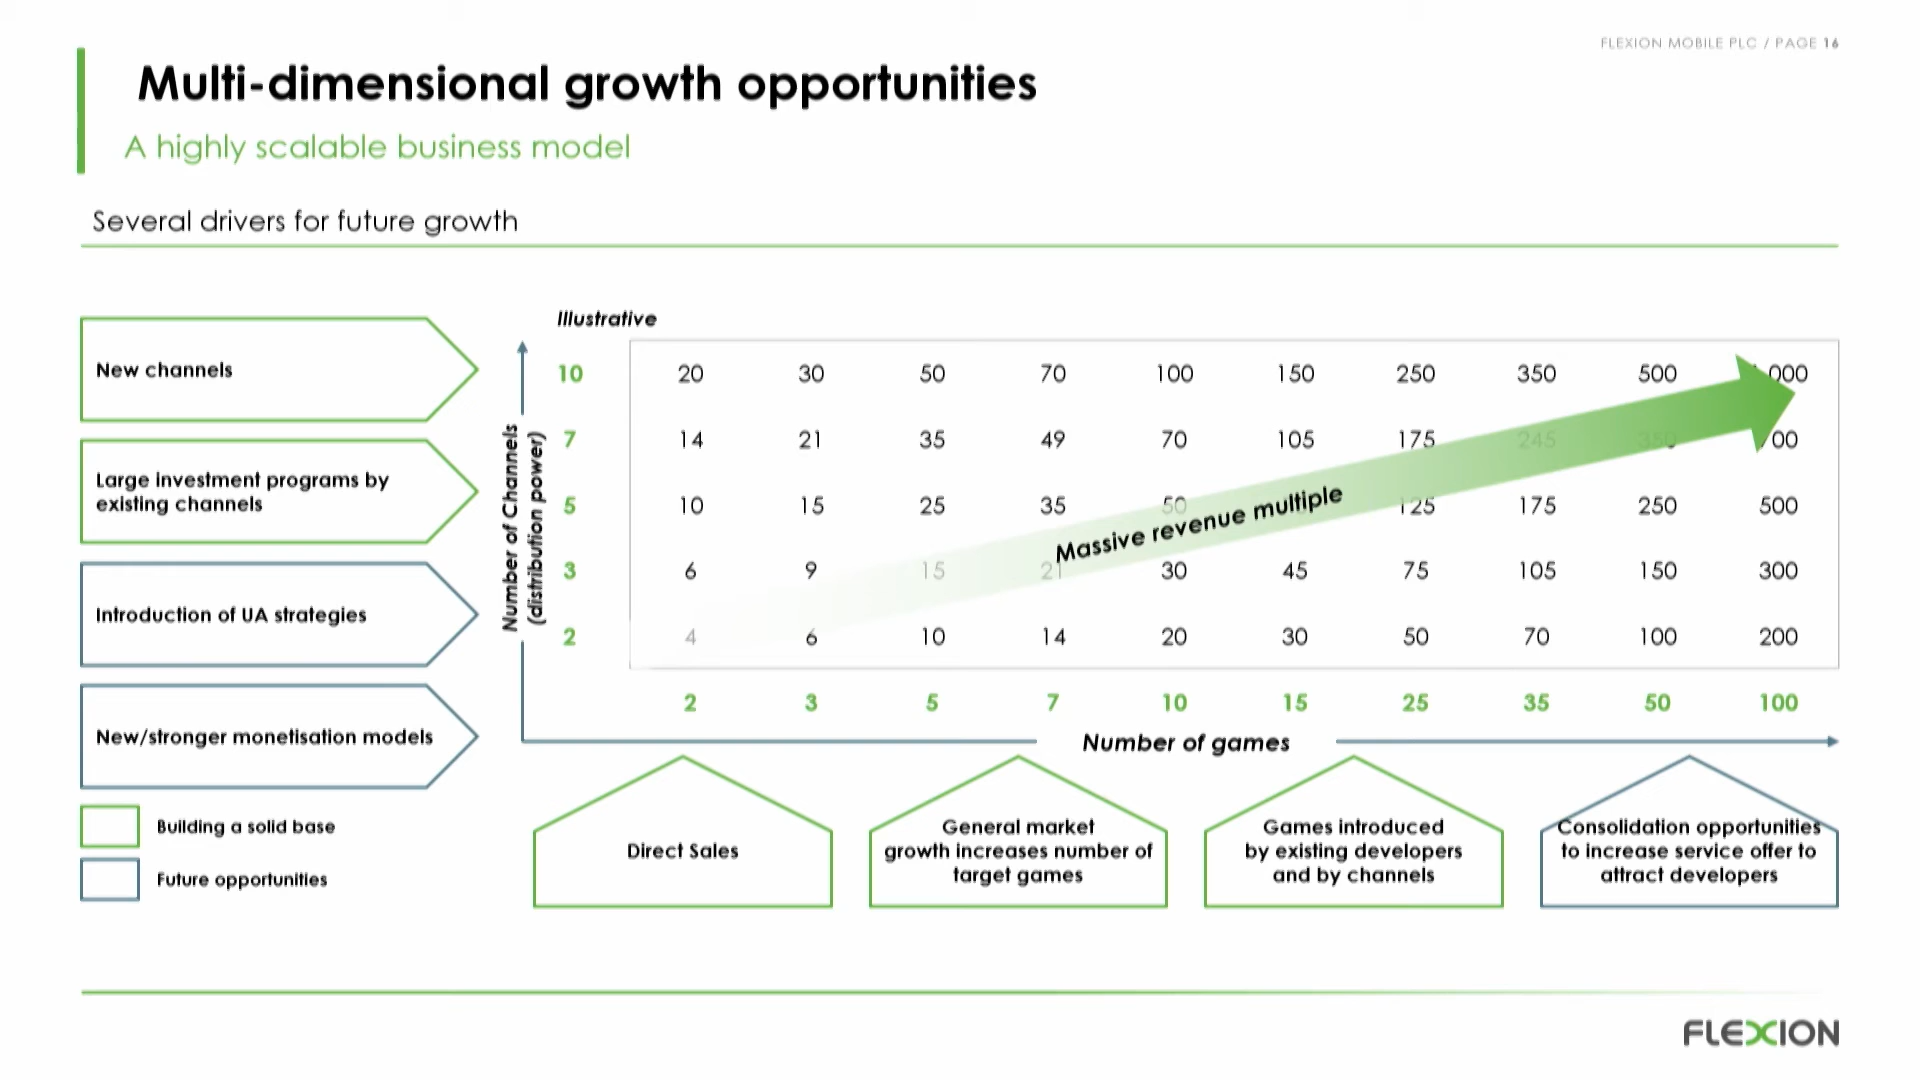 FLEXION MOBILE PLC / PAGE 16
Multi-dimensional growth opportunities
A highly scalable business model
Several drivers for future growth
New channels
Large investment programs by
existing channels
Introduction of UA strategies
New/stronger monetisation models
Building a solid base
Future opportunities
Illustrative
Number of Channels
(distribution power)
10 20 30 50 70 100 150 250 350 500 000
7 14 21 35 49 70 105 175 245 350 700
5 10 15 25 35 50 125 175 250 500
3 6 9 15 21 30 45 75 105 150 300
2 4 6 10 14 20 30 50 70 100 200
Massive revenue multiple
2 3 5 7 10 15 25 35 50 100
Number of games
Direct Sales
General market
growth increases number of
target games
Games introduced
by existing developers
and by channels
Consolidation opportunities
to increase service offer to
attract developers
FLEXION